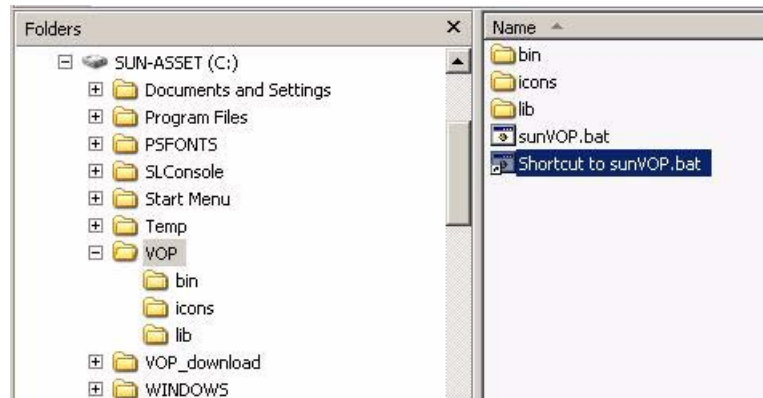 Folders
SUN-ASSET (C:)
Documents and Settings
Program Files
PSFONTS
SLConsole
Start Menu
Temp
VOP
bin
icons
lib
VOP_download
WINDOWS
Name
bin
icons
lib
sunVOP.bat
Shortcut to sunVOP.bat